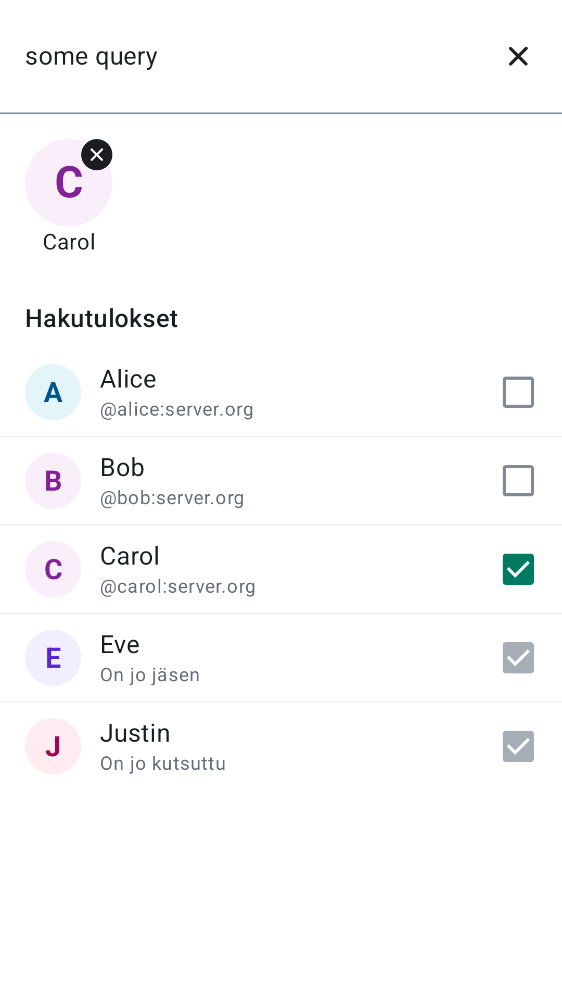 some query
C
Carol
Hakutulokset
A
Alice
@alice:server.org
B
Bob
@bob:server.org
C
Carol
@carol:server.org
E
Eve
On jo jäsen
J
Justin
On jo kutsuttu